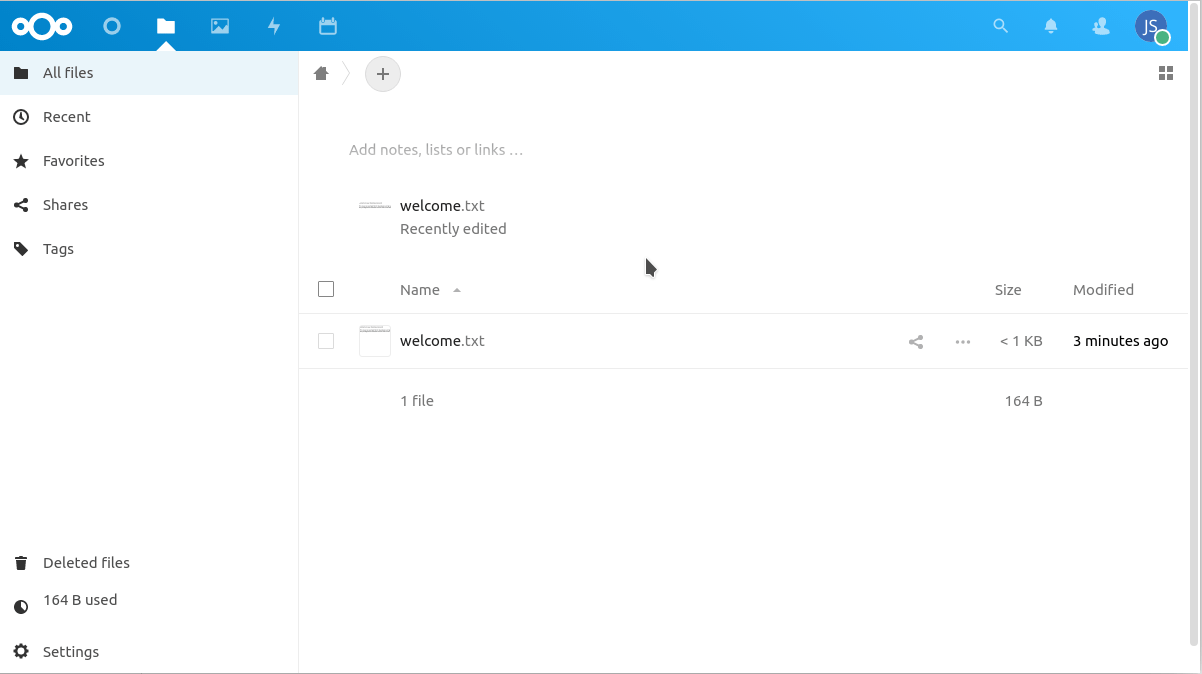 JS
All files
Recent
Favorites
Shares
Tags
Deleted files
164 B used
Settings
Add notes, lists or links …
welcome.txt
Recently edited
Name Size Modified
welcome.txt < 1 KB 3 minutes ago
1 file 164 B